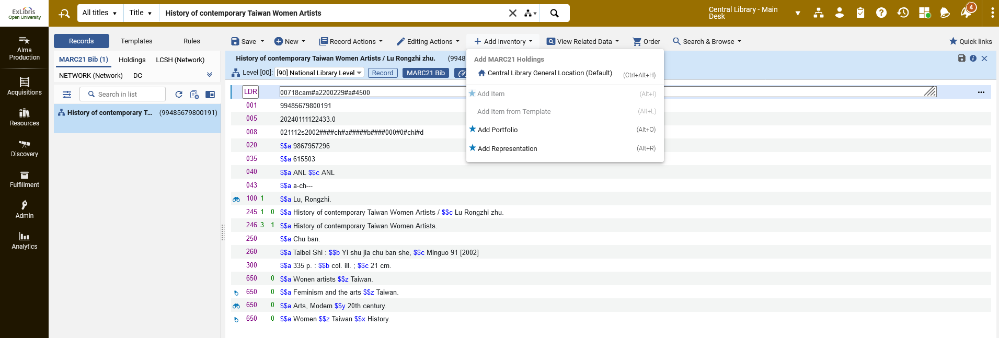 ExLibris
Open University
All titles ▾ Title ▾ History of contemporary Taiwan Women Artists
Central Library - Main
Desk
4
Alma
Production
Acquisitions
Resources
Discovery
Fulfillment
Admin
Analytics
Records Templates Rules
Save New Record Actions Editing Actions Add Inventory View Related Data Order Search & Browse Quick links
MARC21 Bib (1) Holdings LCSH (Network)
NETWORK (Network) DC
Search in list
History of contemporary T... (99485679800191)
History of contemporary Taiwan Women Artists / Lu Rongzhi zhu. (9948
Level [00]: [90] National Library Level Record MARC21 Bib
Add MARC21 Holdings
Central Library General Location (Default) (Ctrl+Alt+H)
Add Item (Alt+I)
Add Item from Template (Alt+L)
Add Portfolio (Alt+O)
Add Representation (Alt+R)
LDR 00718cam#a2200229#a#4500
001 99485679800191
005 20240111122433.0
008 021112s2002####ch#a#####b####000#0#chi#d
020 $$a 9867957296
035 $$a 615503
040 $$a ANL $$c ANL
043 $$a a-ch---
100 1 $$a Lu, Rongzhi.
245 1 0 $$a History of contemporary Taiwan Women Artists / $$c Lu Rongzhi zhu.
246 3 1 $$a History of contemporary Taiwan Women Artists.
250 $$a Chu ban.
260 $$a Taibei Shi : $$b Yi shu jia chu ban she, $$c Minguo 91 [2002]
300 $$a 335 p. : $$b col. ill. ; $$c 21 cm.
650 0 $$a Wonen artists $$z Taiwan.
650 0 $$a Feminism and the arts $$z Taiwan.
650 0 $$a Arts, Modern $$y 20th century.
650 0 $$a Women $$z Taiwan $$x History.